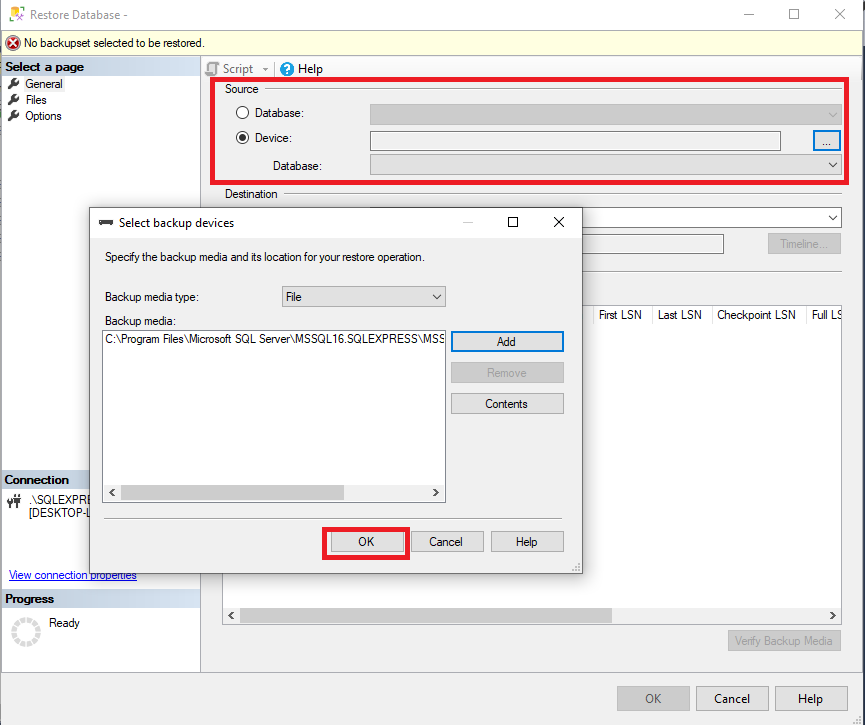 Restore Database -
No backupset selected to be restored.
Select a page
General
Files
Options
Script
Help
Source
Database:
Device:
...
Database:
Destination
Timeline...
First LSN
Last LSN
Checkpoint LSN
Full LS
Select backup devices
Specify the backup media and its location for your restore operation.
Backup media type:
File
Backup media:
C:\Program Files\Microsoft SQL Server\MSSQL16.SQLEXPRESS\MSS
Add
Remove
Contents
OK
Cancel
Help
Connection
.\SQLEXPRE
[DESKTOP-L
View connection properties
Progress
Ready
Verify Backup Media
OK
Cancel
Help